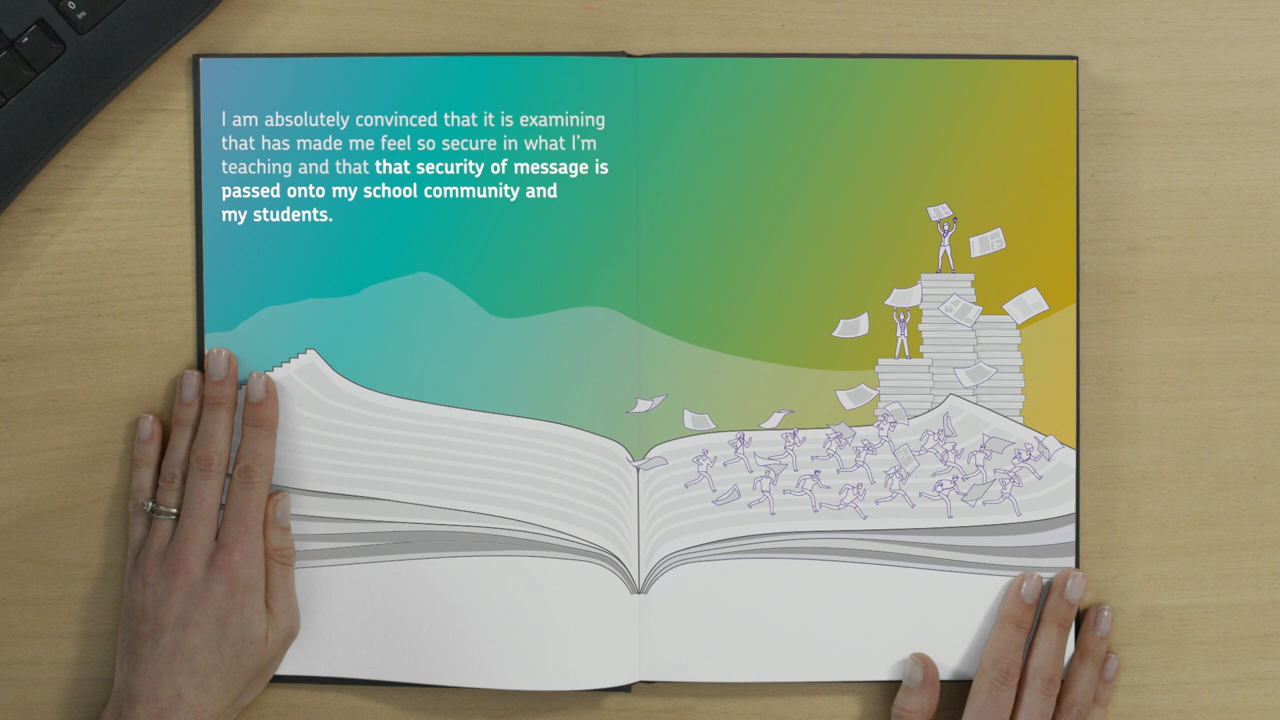 I am absolutely convinced that it is examining
that has made me feel so secure in what I'm
teaching and that that security of message is
passed onto my school community and
my students.